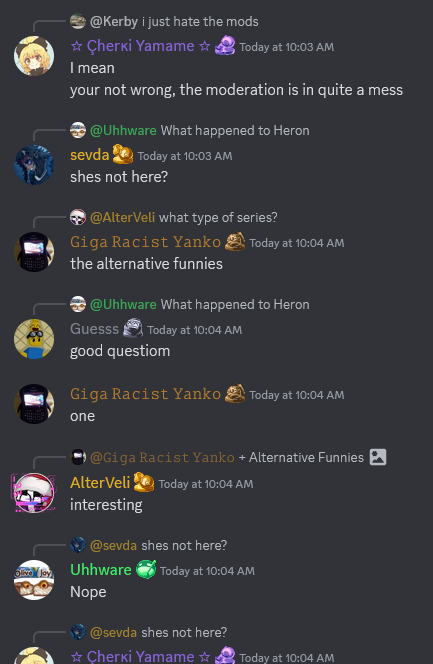 @Kerby i just hate the mods
☆ Çherкi Yamame ☆ Today at 10:03 AM
I mean
your not wrong, the moderation is in quite a mess
@Uhhware What happened to Heron
sevda Today at 10:03 AM
shes not here?
@AlterVeli what type of series?
Giga Racist Yanko Today at 10:04 AM
the alternative funnies
@Uhhware What happened to Heron
Guesss Today at 10:04 AM
good questiom
Giga Racist Yanko Today at 10:04 AM
one
@Giga Racist Yanko + Alternative Funnies
AlterVeli Today at 10:04 AM
interesting
@sevda shes not here?
Uhhware Today at 10:04 AM
Nope
@sevda shes not here?
☆ Çherкi Yamame ☆ Today at 10:04 AM